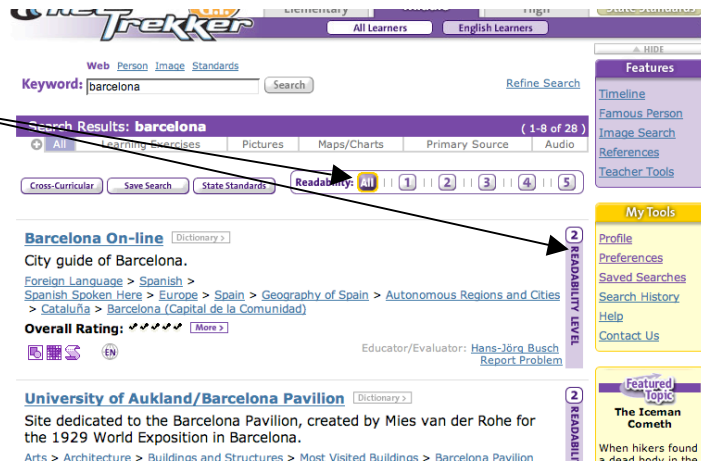 netTrekker d.i.
Elementary Middle High
State Standards
All Learners English Learners
HIDE
Web Person Image Standards
Keyword: barcelona Search Refine Search
Search Results: barcelona ( 1-8 of 28 )
All Learning Exercises Pictures Maps/Charts Primary Source Audio
Cross-Curricular Save Search State Standards Readability: All 1 2 3 4 5
Barcelona On-line Dictionary >
City guide of Barcelona.
Foreign Language > Spanish >
Spanish Spoken Here > Europe > Spain > Geography of Spain > Autonomous Regions and Cities
> Cataluña > Barcelona (Capital de la Comunidad)
Overall Rating: More >
EN
Educator/Evaluator: Hans-Jörg Busch
Report Problem
2
READABILITY LEVEL
University of Aukland/Barcelona Pavilion Dictionary >
Site dedicated to the Barcelona Pavilion, created by Mies van der Rohe for
the 1929 World Exposition in Barcelona.
Arts > Architecture > Buildings and Structures > Most Visited Buildings > Barcelona Pavilion
2
READABILIT
Features
Timeline
Famous Person
Image Search
References
Teacher Tools
My Tools
Profile
Preferences
Saved Searches
Search History
Help
Contact Us
Featured
Topic
The Iceman
Cometh
When hikers found
a dead body in the